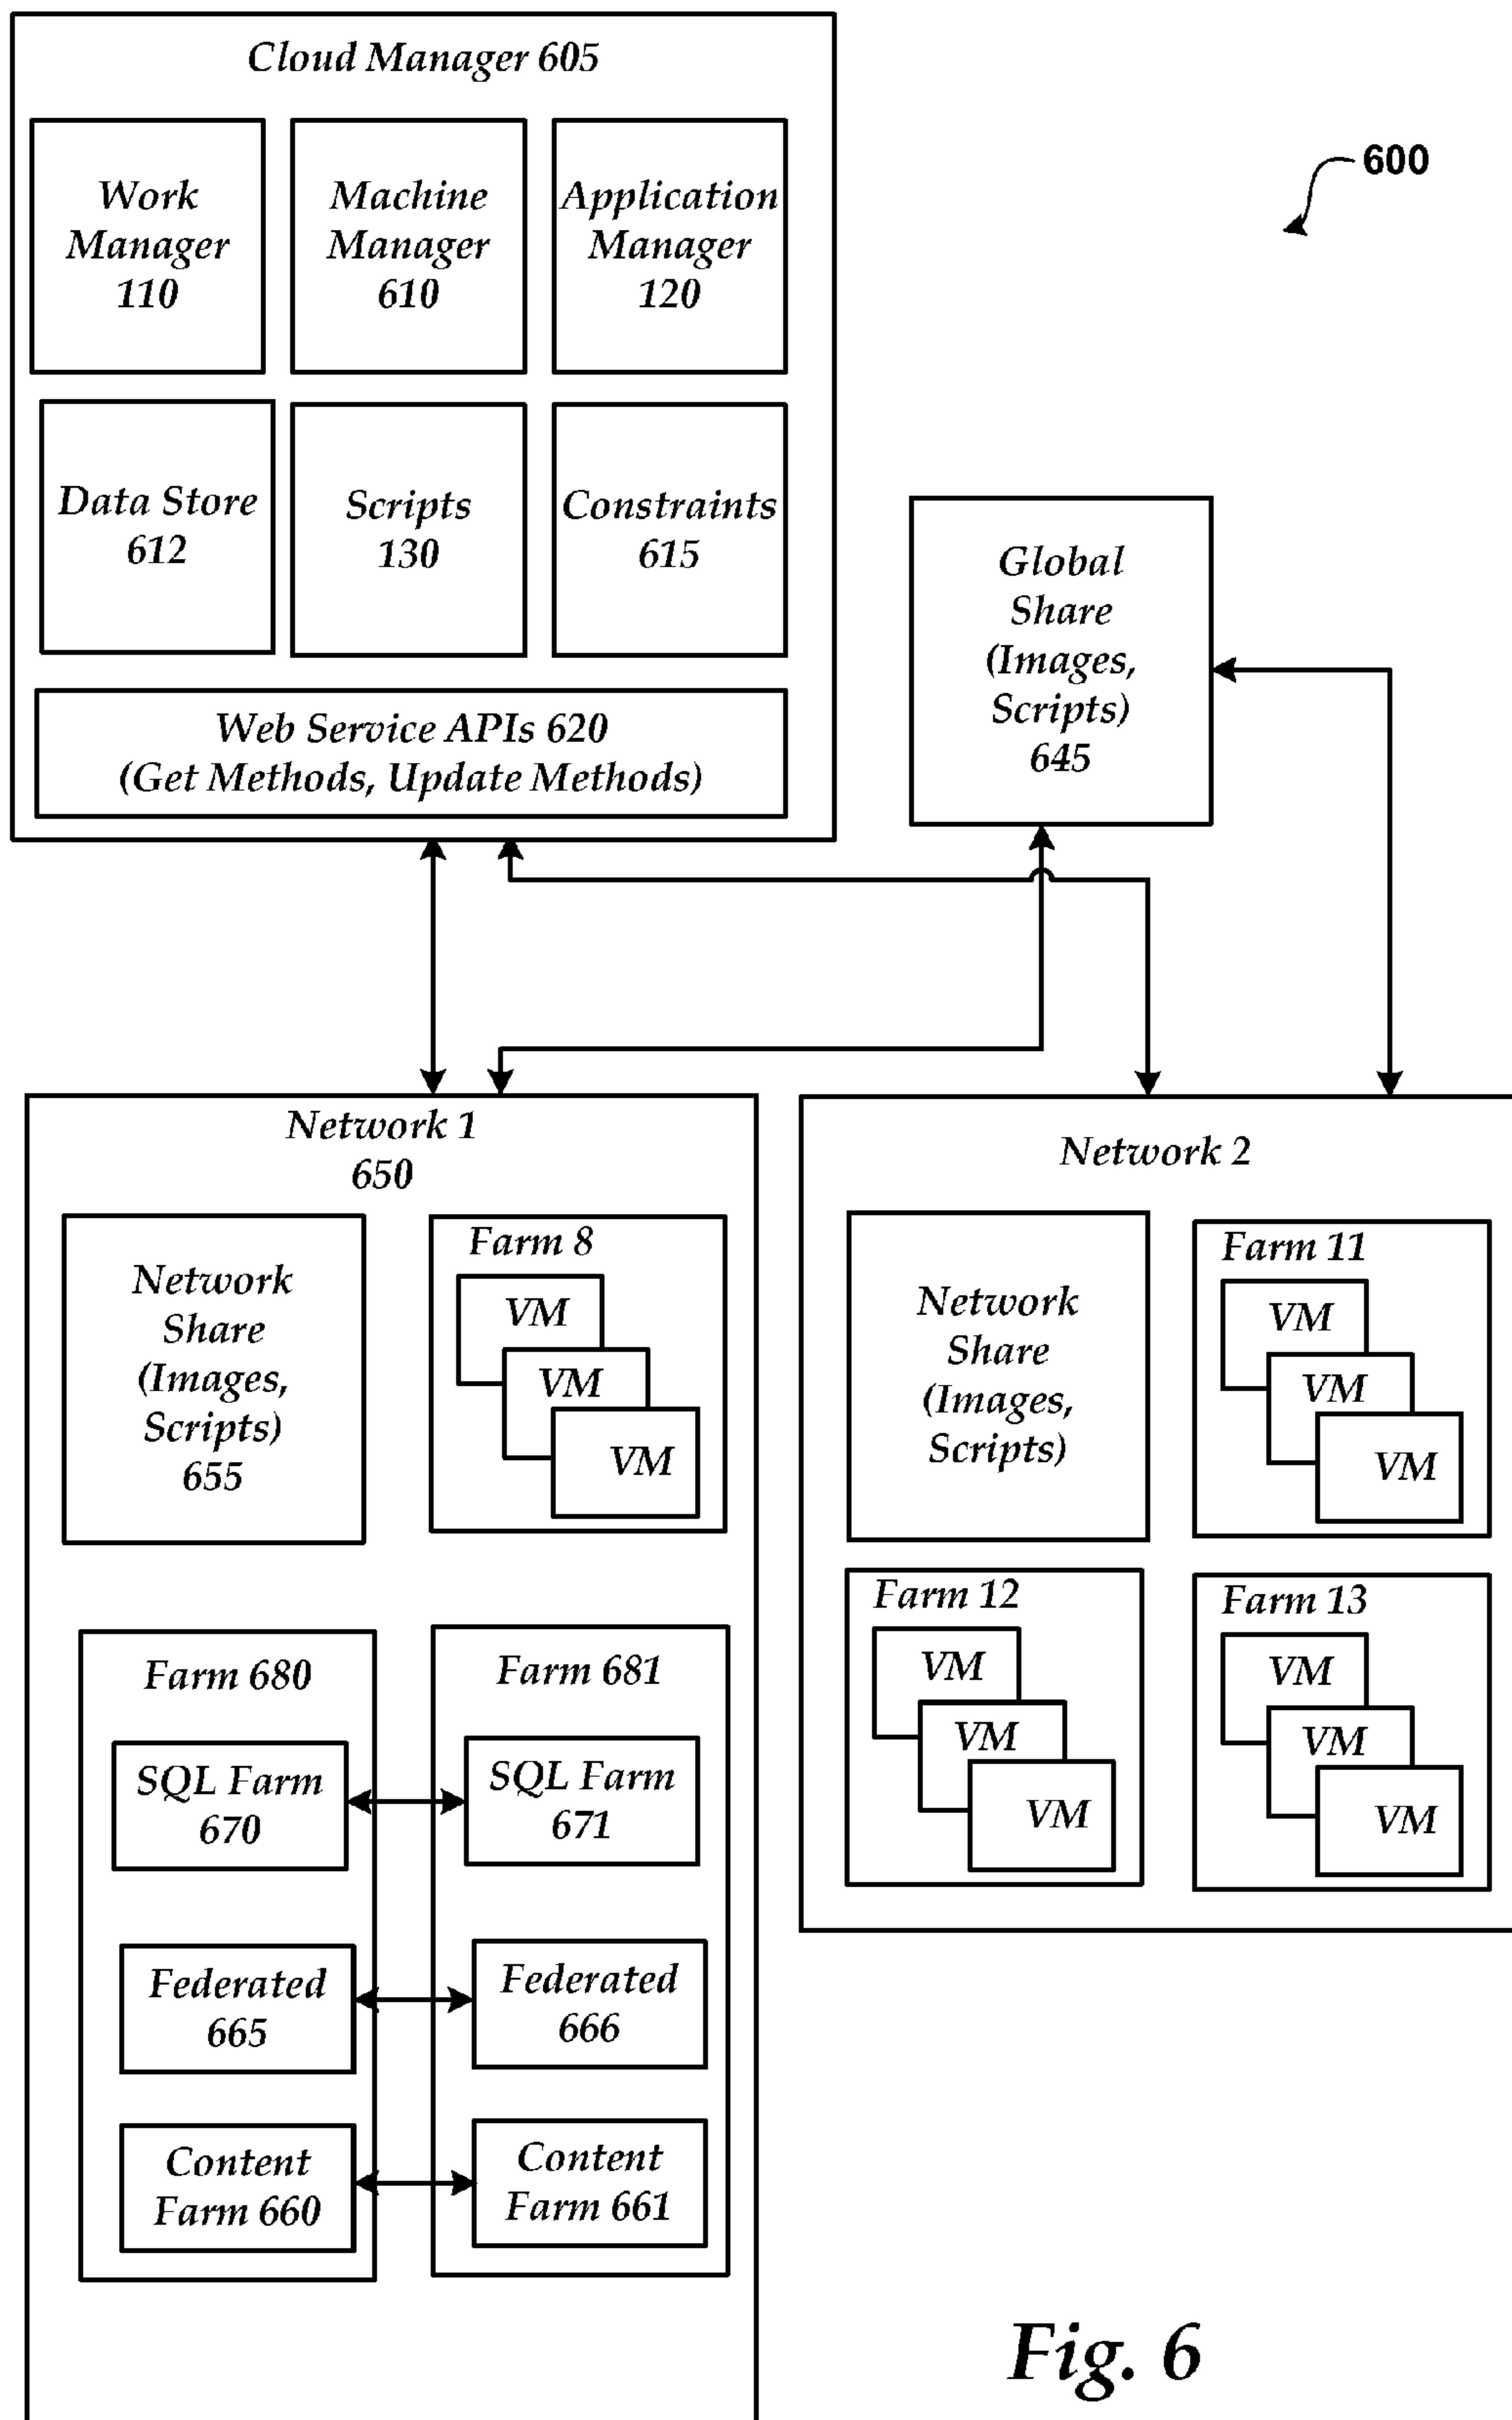 Cloud Manager 605
Work
Manager
110
Machine
Manager
610
Application
Manager
120
600
Data Store
612
Scripts
130
Constraints
615
Web Service APIs 620
(Get Methods, Update Methods)
Global
Share
(Images,
Scripts)
645
Network 1
650
Network
Share
(Images,
Scripts)
655
Farm 8
VM
VM
VM
Farm 680
SQL Farm
670
Federated
665
Content
Farm 660
Farm 681
SQL Farm
671
Federated
666
Content
Farm 661
Network 2
Network
Share
(Images,
Scripts)
Farm 11
VM
VM
VM
Farm 12
VM
VM
VM
Farm 13
VM
VM
VM
Fig. 6